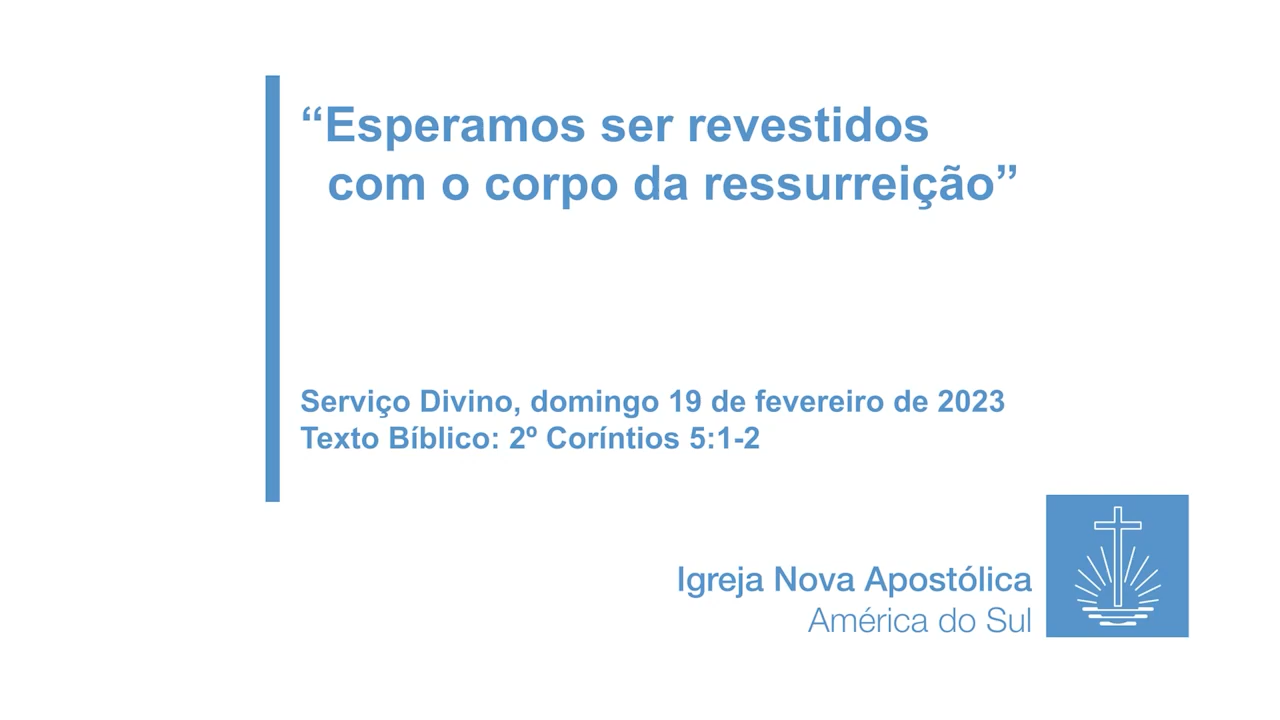 “Esperamos ser revestidos
com o corpo da ressurreição”
Serviço Divino, domingo 19 de fevereiro de 2023
Texto Bíblico: 2º Coríntios 5:1-2
Igreja Nova Apostólica
América do Sul